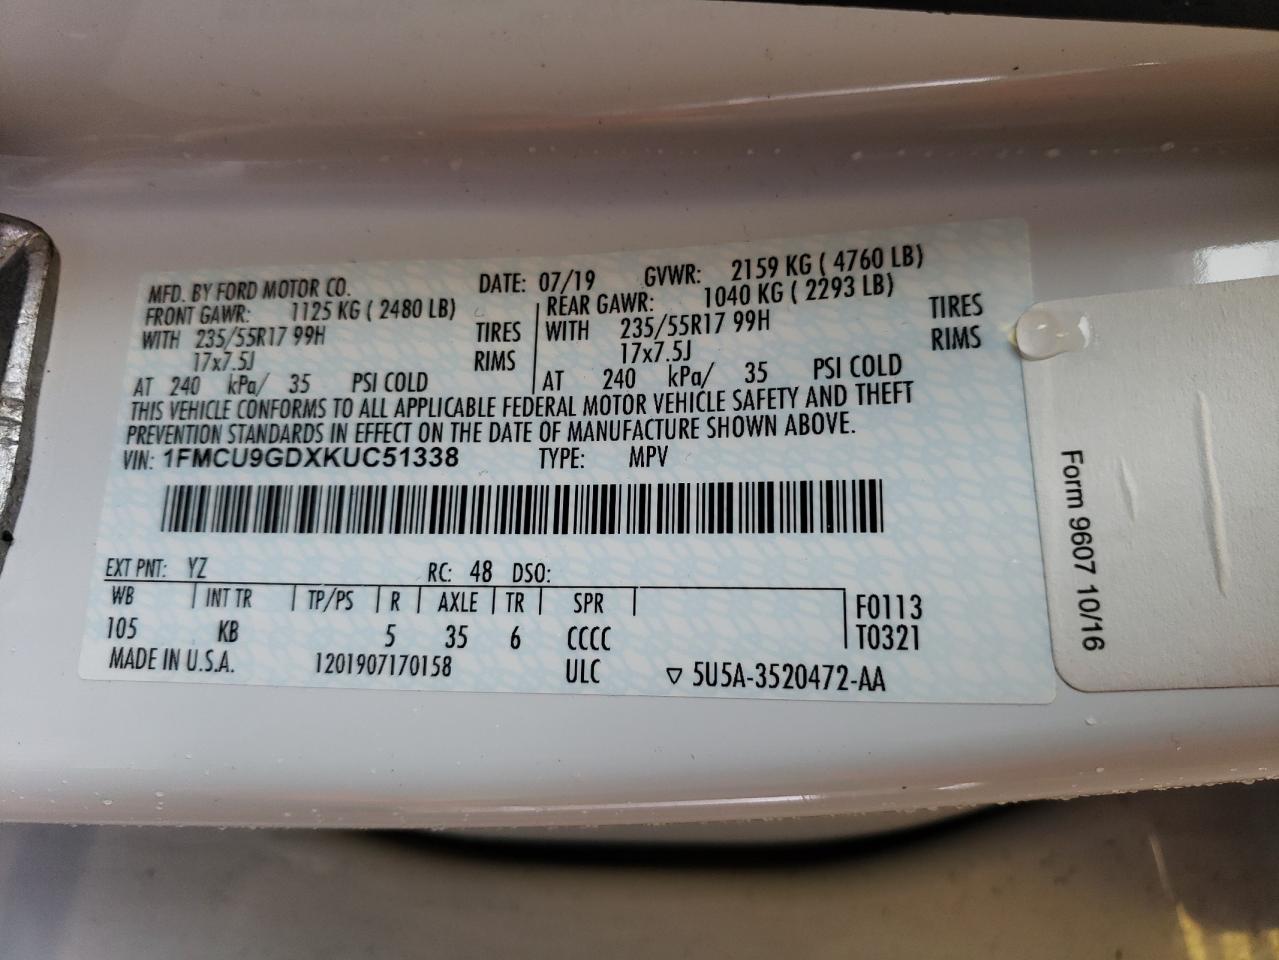 MFD. BY FORD MOTOR CO. DATE: 07/19 GVWR: 2159 KG ( 4760 LB)
FRONT GAWR: 1125 KG ( 2480 LB) REAR GAWR: 1040 KG ( 2293 LB)
WITH 235/55R17 99H TIRES WITH 235/55R17 99H TIRES
17x7.5J RIMS 17x7.5J RIMS
AT 240 kPa/ 35 PSI COLD AT 240 kPa/ 35 PSI COLD
THIS VEHICLE CONFORMS TO ALL APPLICABLE FEDERAL MOTOR VEHICLE SAFETY AND THEFT
PREVENTION STANDARDS IN EFFECT ON THE DATE OF MANUFACTURE SHOWN ABOVE.
VIN: 1FMCU9GDXKUC51338 TYPE: MPV
EXT PNT: YZ RC: 48 DSO:
WB INT TR TP/PS R AXLE TR SPR F0113
105 KB 5 35 6 CCCC T0321
MADE IN U.S.A. 1201907170158 ULC ▽ 5U5A-3520472-AA
Form 9607 10/16